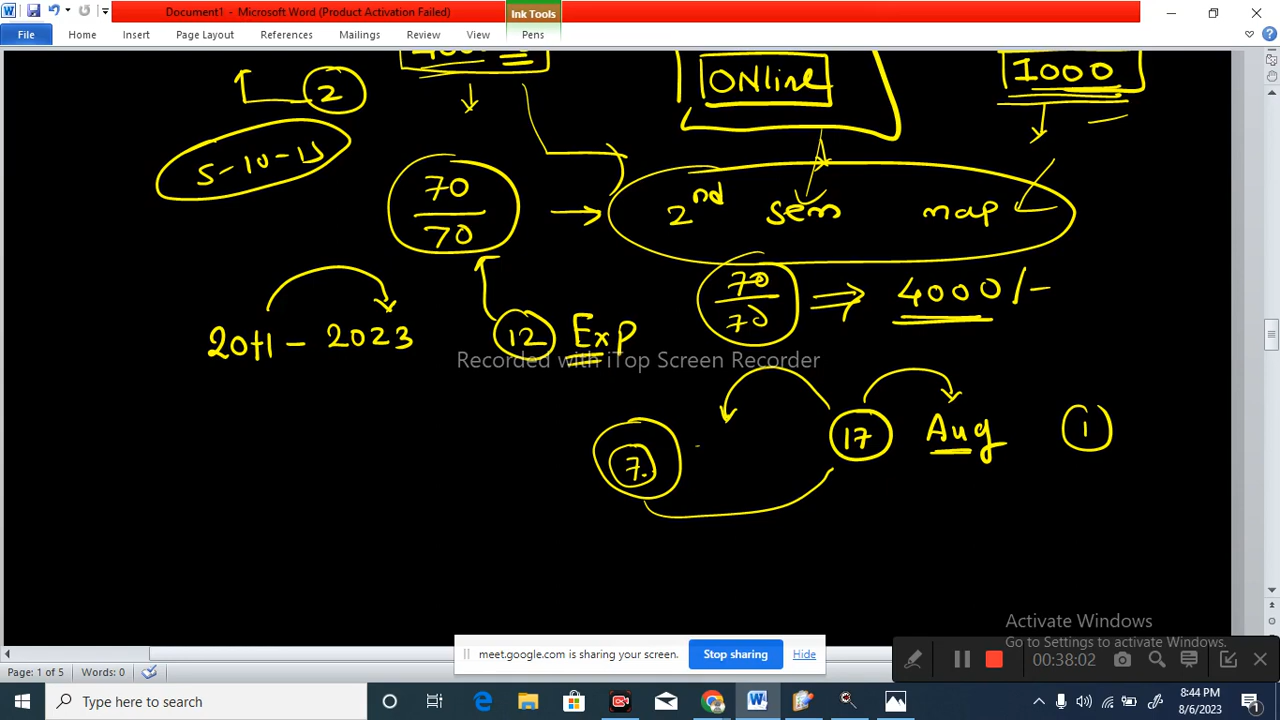 Document1 - Microsoft Word (Product Activation Failed)
Ink Tools
File Home Insert Page Layout References Mailings Review View Pens
ONline
1000
2
5-10-15
70
70
2nd sem map
70
70
4000/-
2011 - 2023
12 Exp
Recorded with iTop Screen Recorder
17 Aug 1
7.
Activate Windows
Go to Settings to activate Windows.
meet.google.com is sharing your screen. Stop sharing Hide
00:38:02
Page: 1 of 5 Words: 0
Type here to search
8:44 PM
8/6/2023